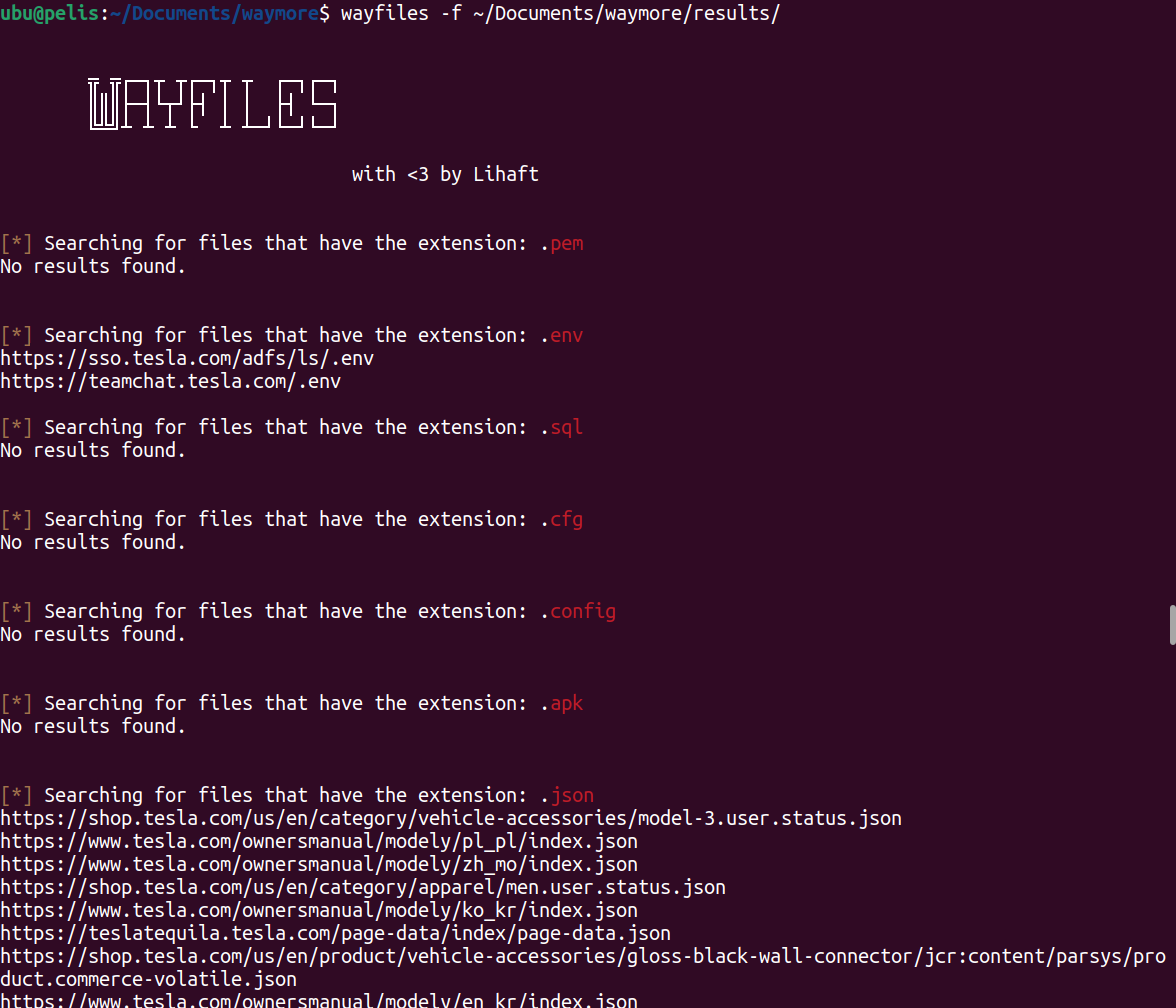 ubu@pelis:~/Documents/waymore$ wayfiles -f ~/Documents/waymore/results/
WAYFILES
with <3 by Lihaft
[*] Searching for files that have the extension: .pem
No results found.
[*] Searching for files that have the extension: .env
https://sso.tesla.com/adfs/ls/.env
https://teamchat.tesla.com/.env
[*] Searching for files that have the extension: .sql
No results found.
[*] Searching for files that have the extension: .cfg
No results found.
[*] Searching for files that have the extension: .config
No results found.
[*] Searching for files that have the extension: .apk
No results found.
[*] Searching for files that have the extension: .json
https://shop.tesla.com/us/en/category/vehicle-accessories/model-3.user.status.json
https://www.tesla.com/ownersmanual/modely/pl_pl/index.json
https://www.tesla.com/ownersmanual/modely/zh_mo/index.json
https://shop.tesla.com/us/en/category/apparel/men.user.status.json
https://www.tesla.com/ownersmanual/modely/ko_kr/index.json
https://teslatequila.tesla.com/page-data/index/page-data.json
https://shop.tesla.com/us/en/product/vehicle-accessories/gloss-black-wall-connector/jcr:content/parsys/pro
duct.commerce-volatile.json
https://www.tesla.com/ownersmanual/modely/en_kr/index.json